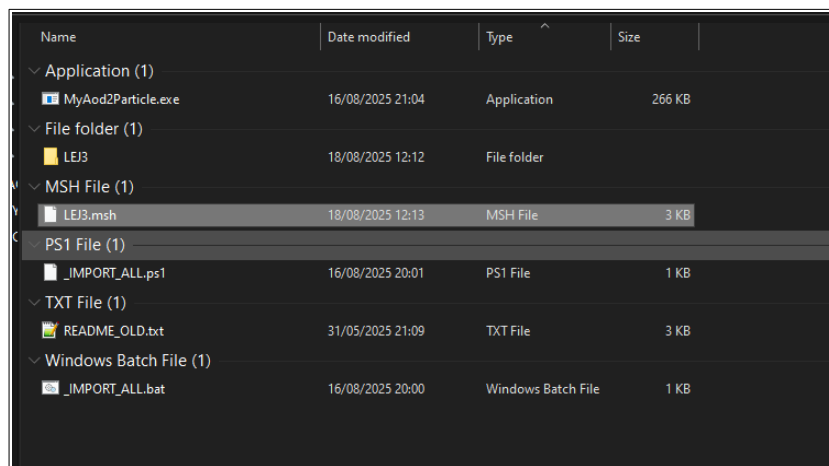 Name Date modified Type Size
Application (1)
MyAod2Particle.exe 16/08/2025 21:04 Application 266 KB
File folder (1)
LEJ3 18/08/2025 12:12 File folder
MSH File (1)
LEJ3.msh 18/08/2025 12:13 MSH File 3 KB
PS1 File (1)
_IMPORT_ALL.ps1 16/08/2025 20:01 PS1 File 1 KB
TXT File (1)
README_OLD.txt 31/05/2025 21:09 TXT File 3 KB
Windows Batch File (1)
_IMPORT_ALL.bat 16/08/2025 20:00 Windows Batch File 1 KB